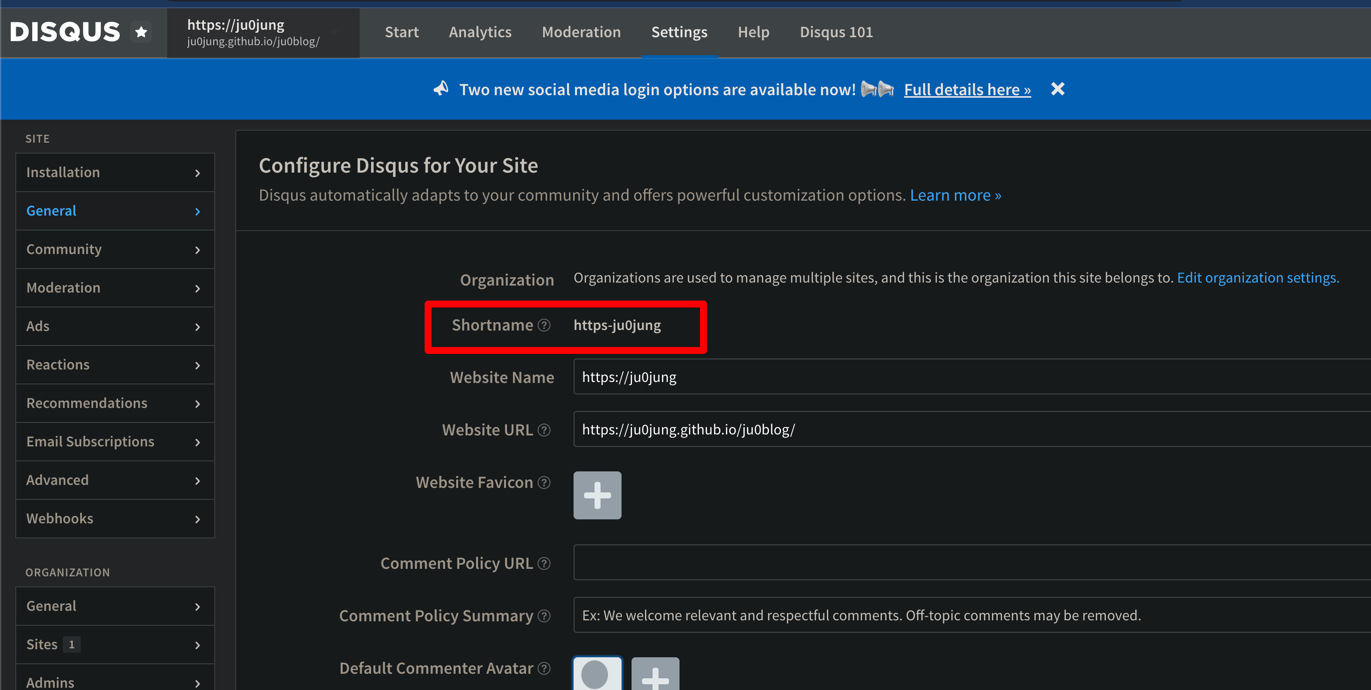 DISQUS
https://ju0jung
ju0jung.github.io/ju0blog/
Start Analytics Moderation Settings Help Disqus 101
Two new social media login options are available now! Full details here »
SITE
Installation
General
Community
Moderation
Ads
Reactions
Recommendations
Email Subscriptions
Advanced
Webhooks
ORGANIZATION
General
Sites 1
Admins
Configure Disqus for Your Site
Disqus automatically adapts to your community and offers powerful customization options. Learn more »
Organization Organizations are used to manage multiple sites, and this is the organization this site belongs to. Edit organization settings.
Shortname ? https-ju0jung
Website Name https://ju0jung
Website URL ? https://ju0jung.github.io/ju0blog/
Website Favicon ?
Comment Policy URL ?
Comment Policy Summary ? Ex: We welcome relevant and respectful comments. Off-topic comments may be removed.
Default Commenter Avatar ?